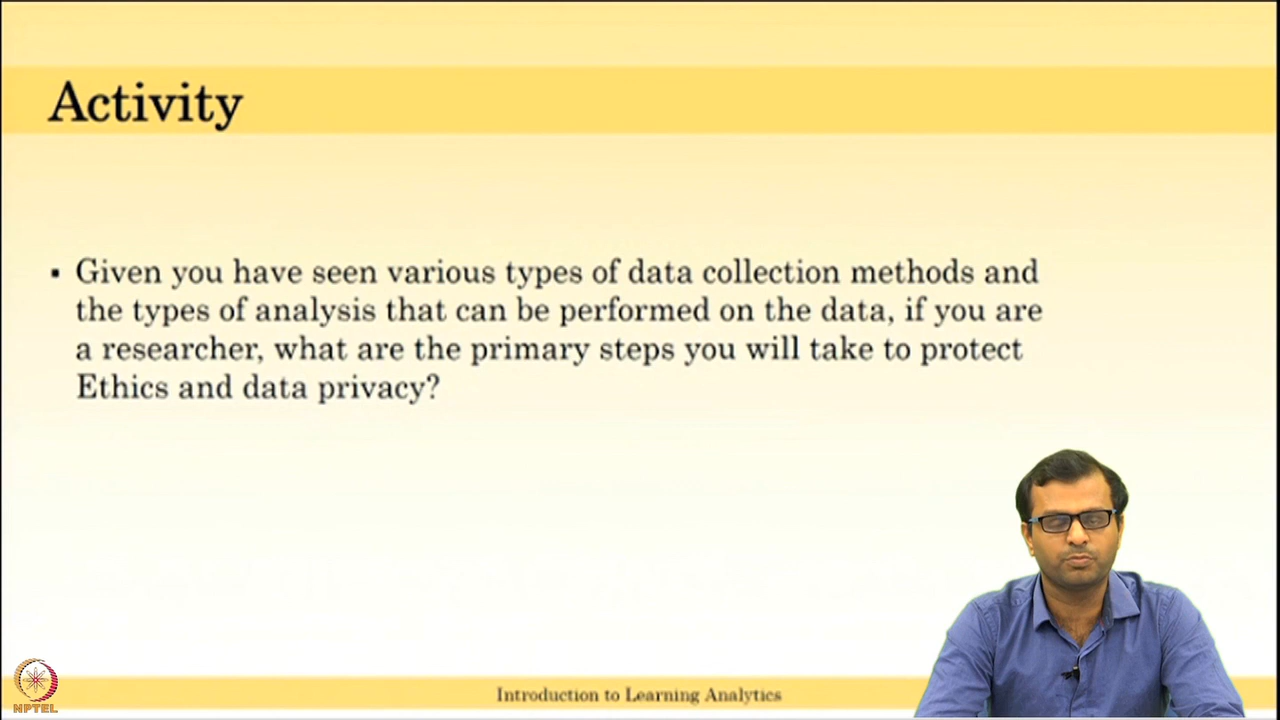 Activity
▪ Given you have seen various types of data collection methods and
the types of analysis that can be performed on the data, if you are
a researcher, what are the primary steps you will take to protect
Ethics and data privacy?
Introduction to Learning Analytics
NPTEL